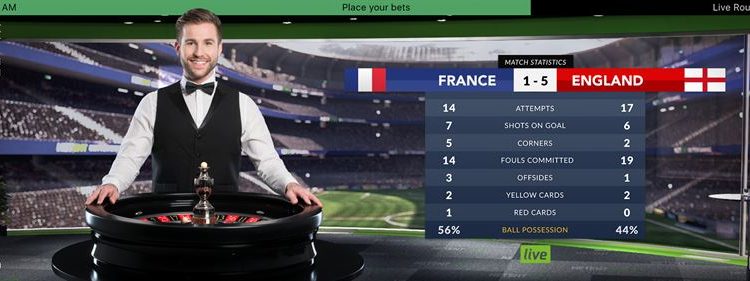 AM Place your bets Live Rou
MATCH STATISTICS
FRANCE 1 - 5 ENGLAND
14 ATTEMPTS 17
7 SHOTS ON GOAL 6
5 CORNERS 2
14 FOULS COMMITTED 19
3 OFFSIDES 1
2 YELLOW CARDS 2
1 RED CARDS 0
56% BALL POSSESSION 44%
live